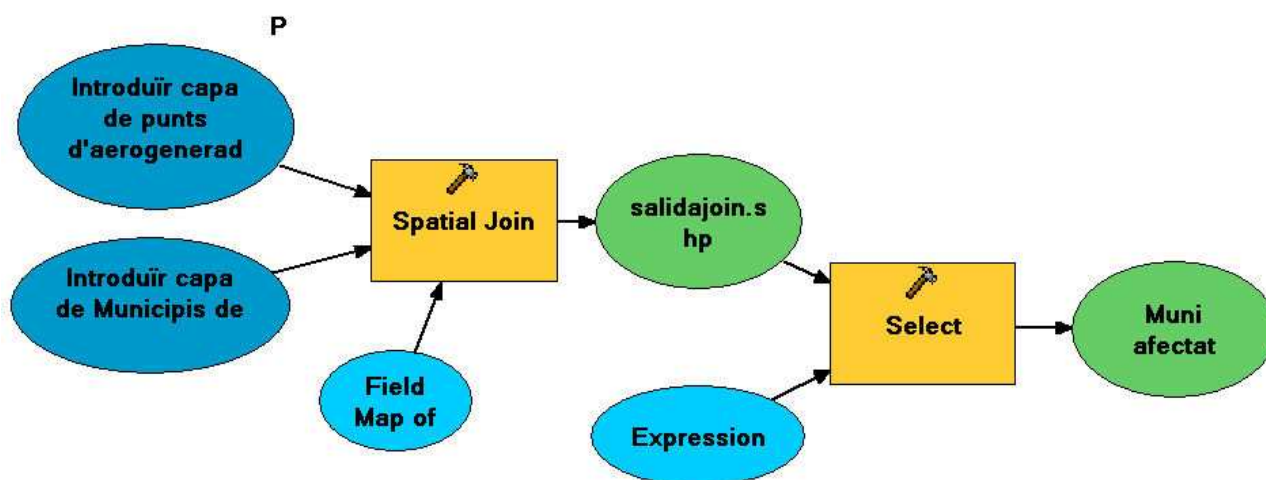 P
Introduïr capa
de punts
d'aerogenerad
Introduïr capa
de Municipis de
Spatial Join
Field
Map of
salidajoin.s
hp
Select
Expression
Muni
afectat